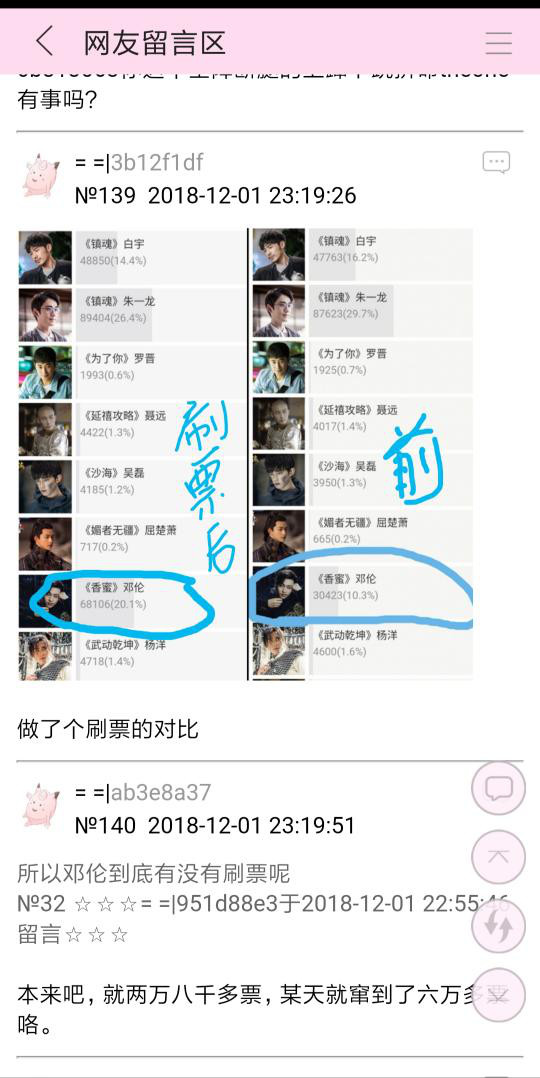 网友留言区
有事吗?
= =|3b12f1df
№139 2018-12-01 23:19:26
《镇魂》白宇
48850(14.4%)
《镇魂》朱一龙
89404(26.4%)
《为了你》罗晋
1993(0.6%)
《延禧攻略》聂远
4422(1.3%)
《沙海》吴磊
4185(1.2%)
《媚者无疆》屈楚萧
717(0.2%)
《香蜜》邓伦
68106(20.1%)
《武动乾坤》杨洋
4718(1.4%)
刷票后
《镇魂》白宇
47763(16.2%)
《镇魂》朱一龙
87623(29.7%)
《为了你》罗晋
1925(0.7%)
《延禧攻略》聂远
4017(1.4%)
《沙海》吴磊
3950(1.3%)
《媚者无疆》屈楚萧
665(0.2%)
《香蜜》邓伦
30423(10.3%)
《武动乾坤》杨洋
4600(1.6%)
前
做了个刷票的对比
= =|ab3e8a37
№140 2018-12-01 23:19:51
所以邓伦到底有没有刷票呢
№32 ☆☆☆= =|951d88e3于2018-12-01 22:55:46
留言☆☆☆
本来吧，就两万八千多票，某天就窜到了六万多票
咯。